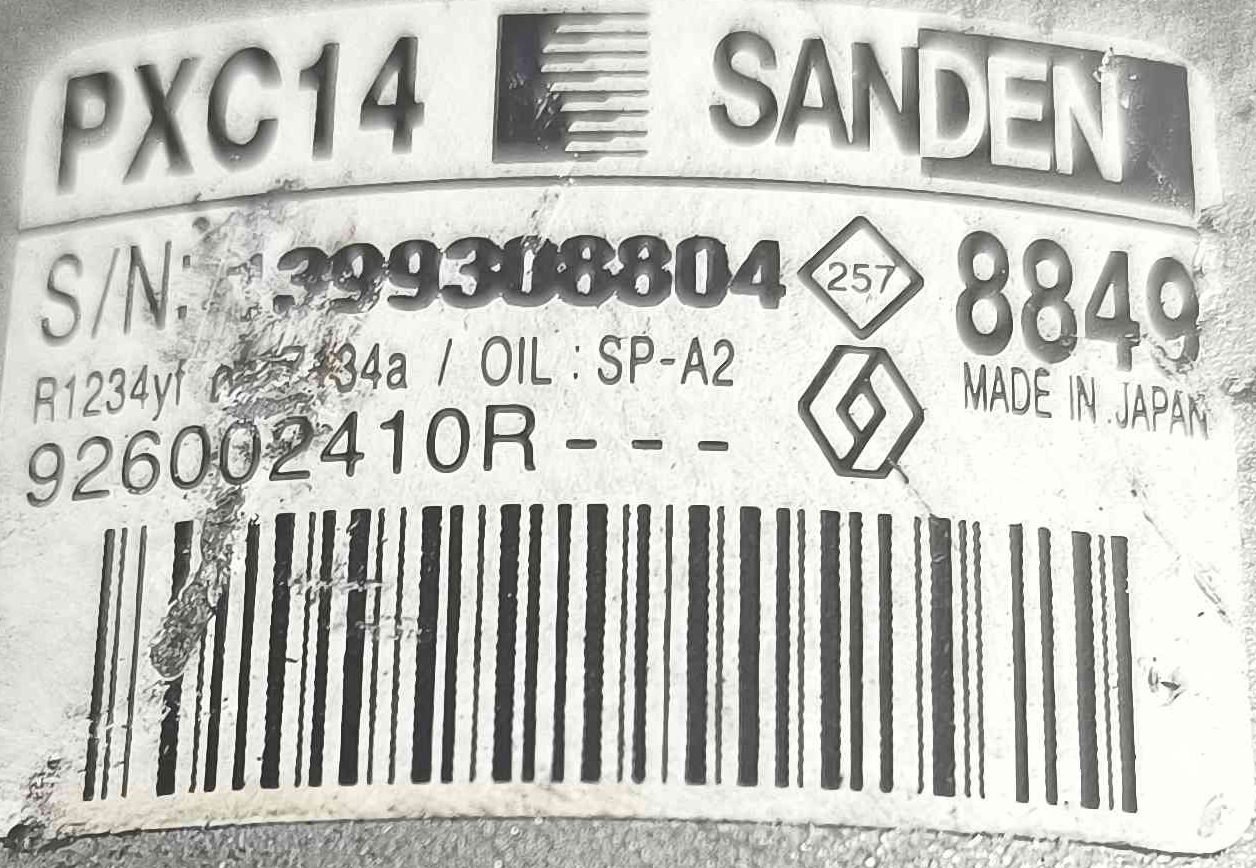 PXC14 SANDEN
S/N: 399308804 257 8849
R1234yf 34a / OIL : SP-A2 MADE IN JAPAN
926002410R - - -